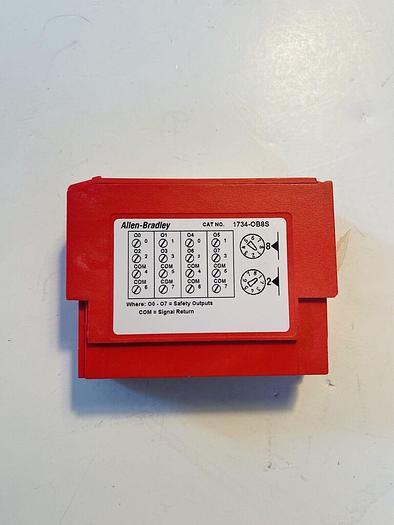 Allen-Bradley CAT NO. 1734-OB8S
O0 O1 O4 O5
0 1 0 1
O2 O3 O6 O7
2 3 2 3
COM COM COM COM
4 5 4 5
COM COM COM COM
6 7 6 7
8
2
Where: O0 - O7 = Safety Outputs
COM = Signal Return